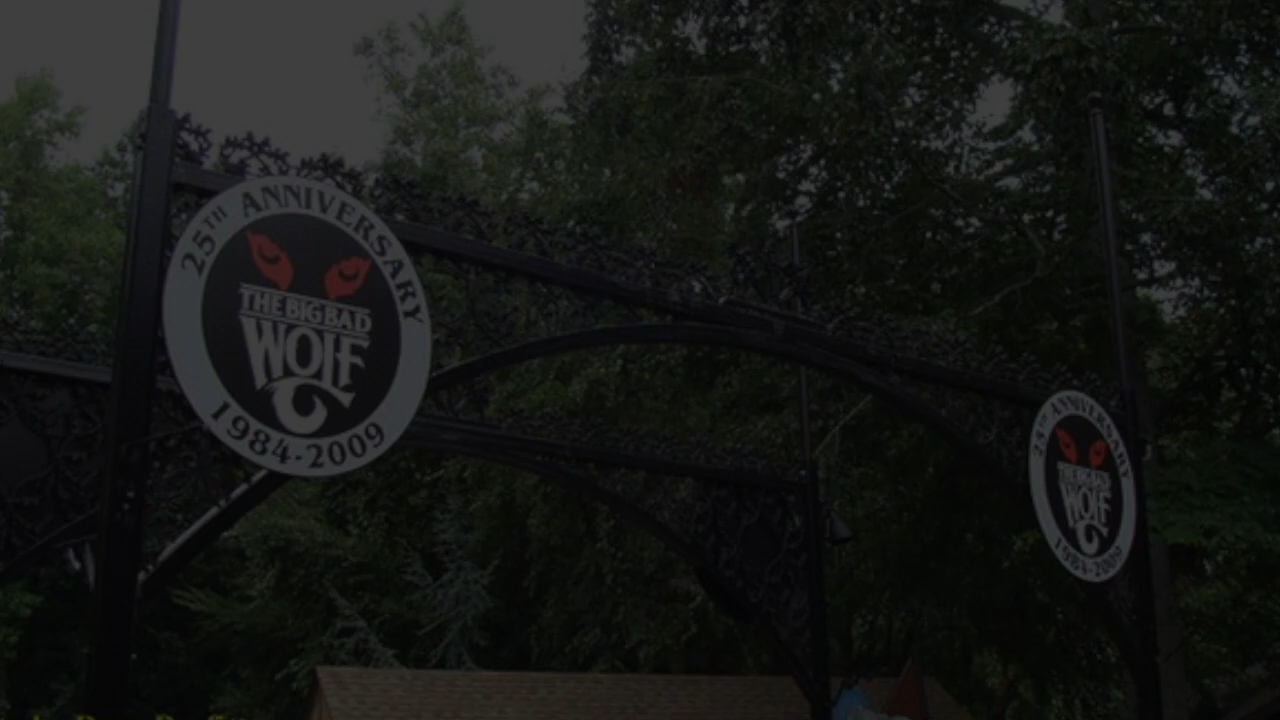 25TH ANNIVERSARY
THE BIG BAD
WOLF
1984-2009
25TH ANNIVERSARY
THE BIG BAD
WOLF
1984-2009